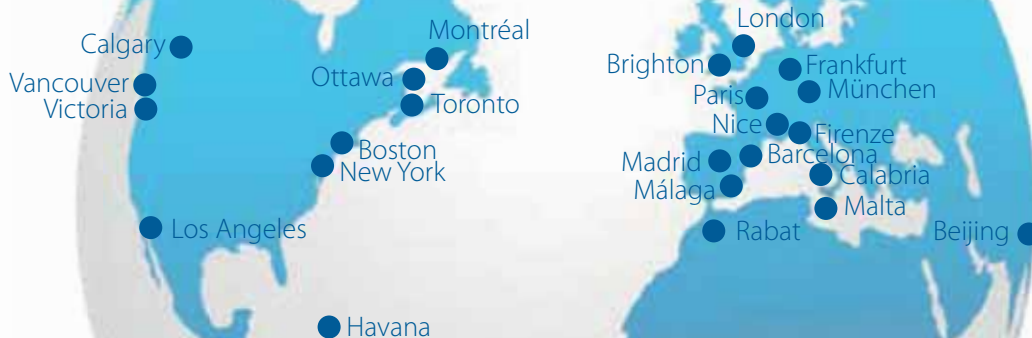 Calgary
Vancouver
Victoria
Montréal
Ottawa
Toronto
Boston
New York
Los Angeles
Havana
London
Brighton
Frankfurt
München
Paris
Nice
Firenze
Barcelona
Madrid
Málaga
Calabria
Malta
Rabat
Beijing